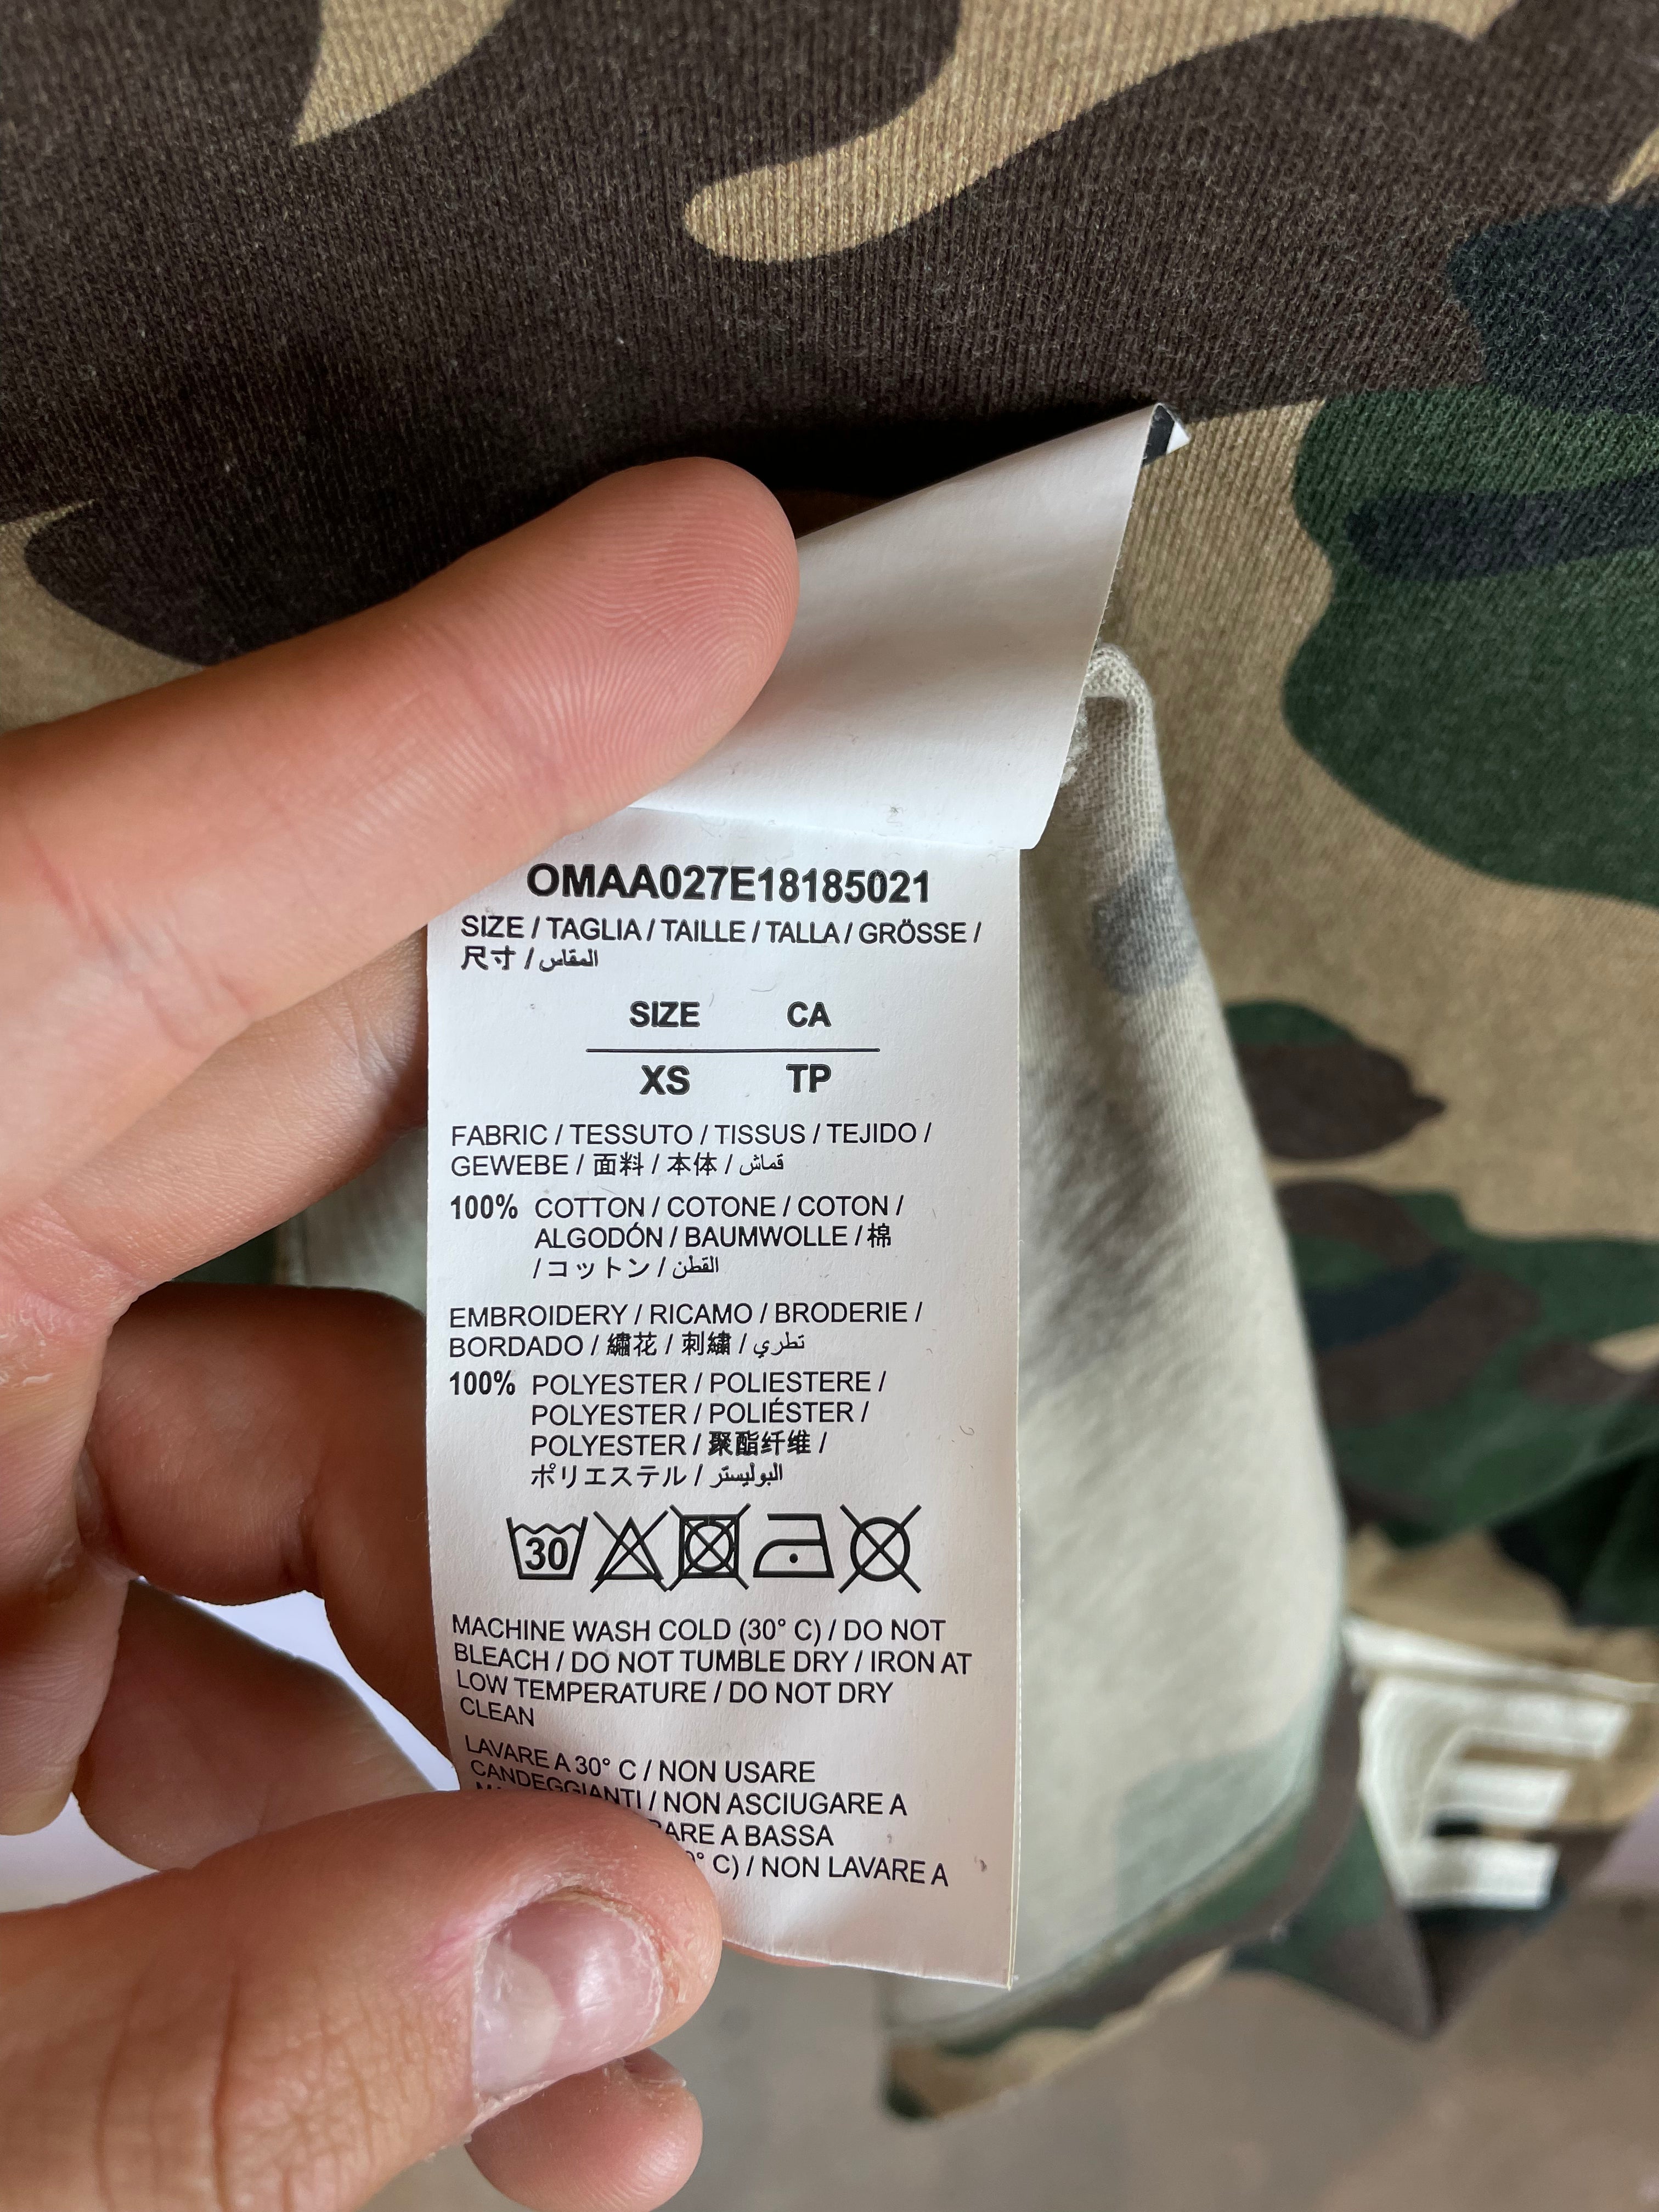 OMAA027E18185021
SIZE / TAGLIA / TAILLE / TALLA / GRÖSSE /
尺寸 / المقاس
SIZE CA
XS TP
FABRIC / TESSUTO / TISSUS / TEJIDO /
GEWEBE / 面料 / 本体 / قماش
100% COTTON / COTONE / COTON /
ALGODÓN / BAUMWOLLE / 棉
/ コットン / القطن
EMBROIDERY / RICAMO / BRODERIE /
BORDADO / 繡花 / 刺繍 / تطري
100% POLYESTER / POLIESTERE /
POLYESTER / POLIÉSTER /
POLYESTER / 聚酯纤维 /
ポリエステル / البوليستر
30
MACHINE WASH COLD (30° C) / DO NOT
BLEACH / DO NOT TUMBLE DRY / IRON AT
LOW TEMPERATURE / DO NOT DRY
CLEAN
LAVARE A 30° C / NON USARE
CANDEGGIANTI / NON ASCIUGARE A
A BASSA
C) / NON LAVARE A
E